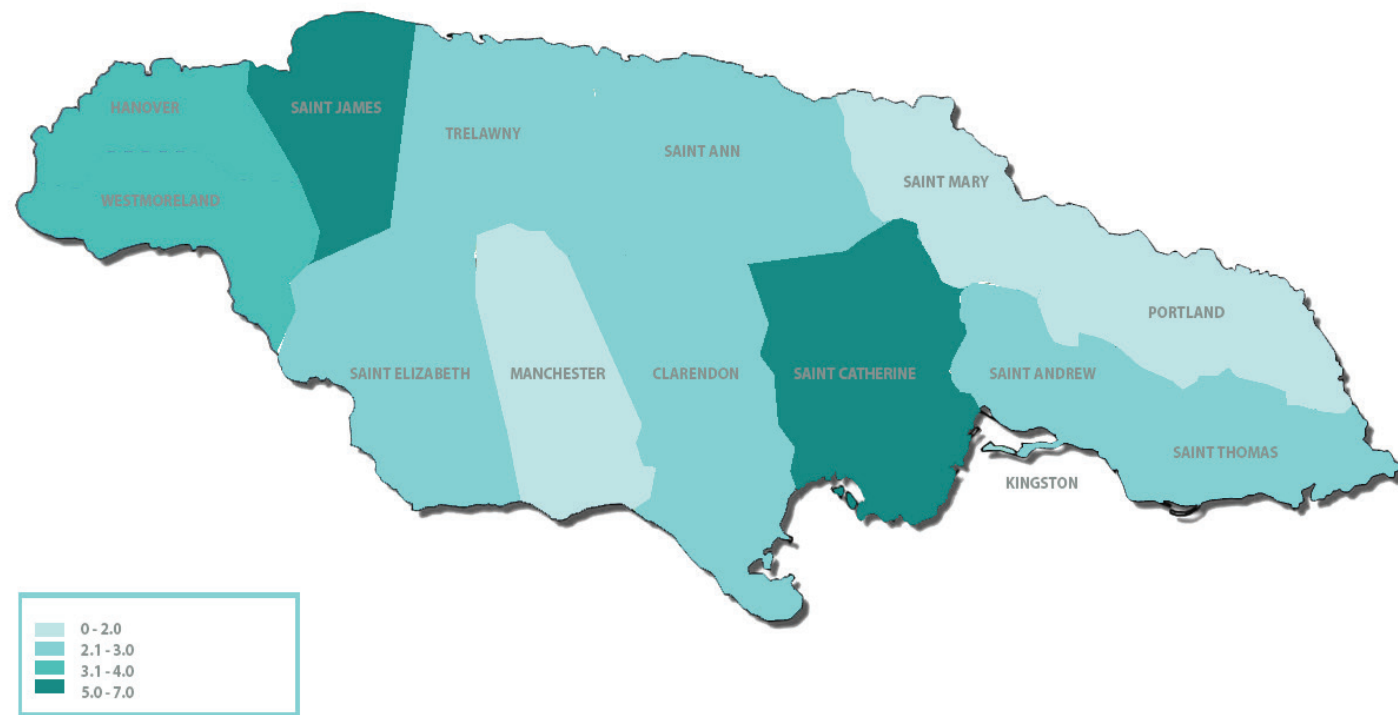 HANOVER
SAINT JAMES
TRELAWNY
SAINT ANN
SAINT MARY
WESTMORELAND
PORTLAND
SAINT ELIZABETH
MANCHESTER
CLARENDON
SAINT CATHERINE
SAINT ANDREW
SAINT THOMAS
KINGSTON
0 - 2.0
2.1 - 3.0
3.1 - 4.0
5.0 - 7.0